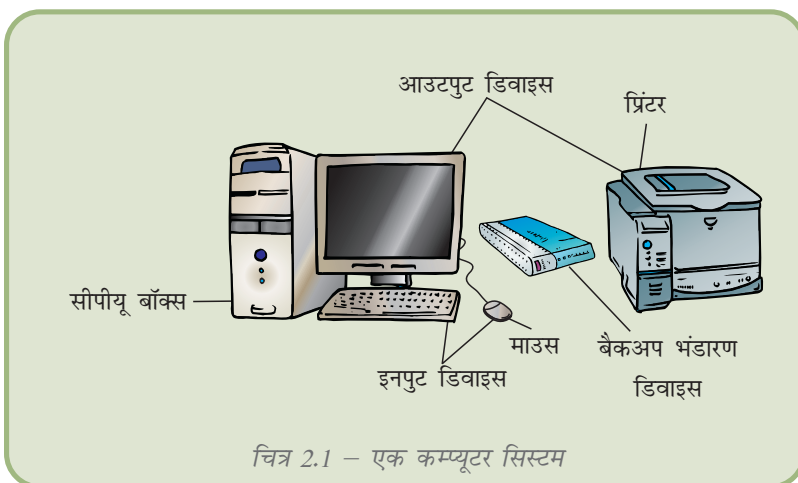 आउटपुट डिवाइस
प्रिंटर
सीपीयू बॉक्स
माउस
बैकअप भंडारण
डिवाइस
इनपुट डिवाइस
चित्र 2.1 – एक कम्प्यूटर सिस्टम